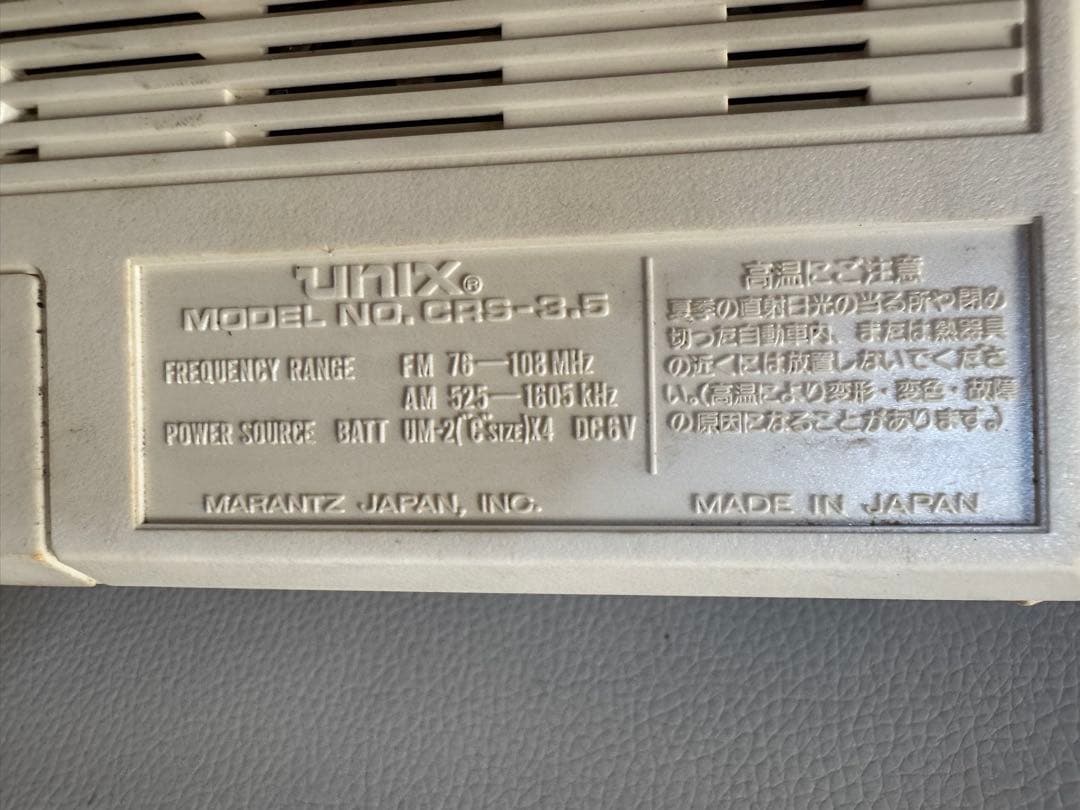 UNIX®
MODEL NO. CRS-3.5
FREQUENCY RANGE FM 76—108 MHz
AM 525—1605 kHz
POWER SOURCE BATT UM-2("C"SIZE)X4 DC6V
MARANTZ JAPAN, INC.
高温にご注意
夏季の直射日光の当る所や閉め
切った自動車内、または熱器具
の近くには放置しないでくださ
い。(高温により変形・変色・故障
の原因になることがあります。)
MADE IN JAPAN